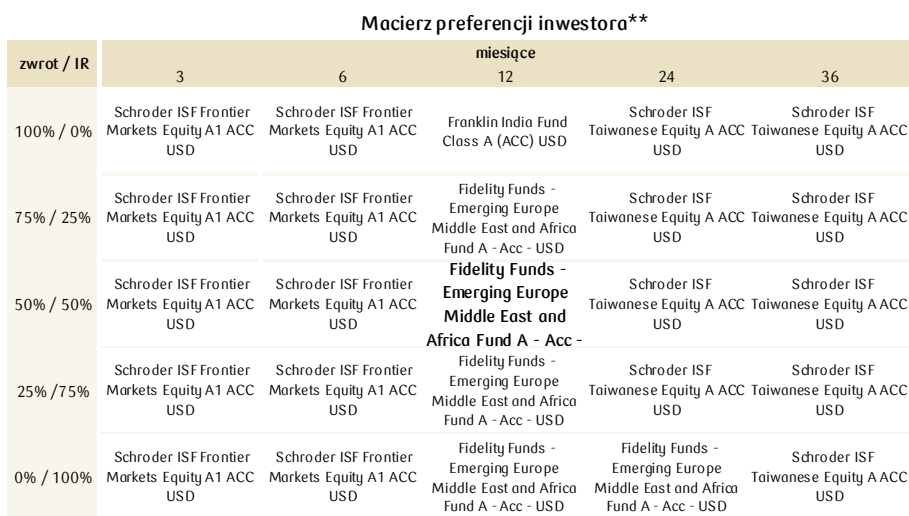 Macierz preferencji inwestora**
zwrot / IR
miesiące
3 6 12 24 36
100% / 0%
Schroder ISF Frontier
Markets Equity A1 ACC
USD
Schroder ISF Frontier
Markets Equity A1 ACC
USD
Franklin India Fund
Class A (ACC) USD
Schroder ISF
Taiwanese Equity A ACC
USD
Schroder ISF
Taiwanese Equity A ACC
USD
75% / 25%
Schroder ISF Frontier
Markets Equity A1 ACC
USD
Schroder ISF Frontier
Markets Equity A1 ACC
USD
Fidelity Funds -
Emerging Europe
Middle East and Africa
Fund A - Acc - USD
Schroder ISF
Taiwanese Equity A ACC
USD
Schroder ISF
Taiwanese Equity A ACC
USD
50% / 50%
Schroder ISF Frontier
Markets Equity A1 ACC
USD
Schroder ISF Frontier
Markets Equity A1 ACC
USD
Fidelity Funds -
Emerging Europe
Middle East and
Africa Fund A - Acc -
Schroder ISF
Taiwanese Equity A ACC
USD
Schroder ISF
Taiwanese Equity A ACC
USD
25% /75%
Schroder ISF Frontier
Markets Equity A1 ACC
USD
Schroder ISF Frontier
Markets Equity A1 ACC
USD
Fidelity Funds -
Emerging Europe
Middle East and Africa
Fund A - Acc - USD
Schroder ISF
Taiwanese Equity A ACC
USD
Schroder ISF
Taiwanese Equity A ACC
USD
0% / 100%
Schroder ISF Frontier
Markets Equity A1 ACC
USD
Schroder ISF Frontier
Markets Equity A1 ACC
USD
Fidelity Funds -
Emerging Europe
Middle East and Africa
Fund A - Acc - USD
Fidelity Funds -
Emerging Europe
Middle East and Africa
Fund A - Acc - USD
Schroder ISF
Taiwanese Equity A ACC
USD